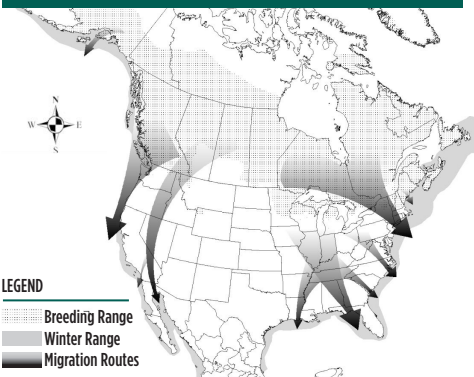 N
W E
S
LEGEND
Breeding Range
Winter Range
Migration Routes